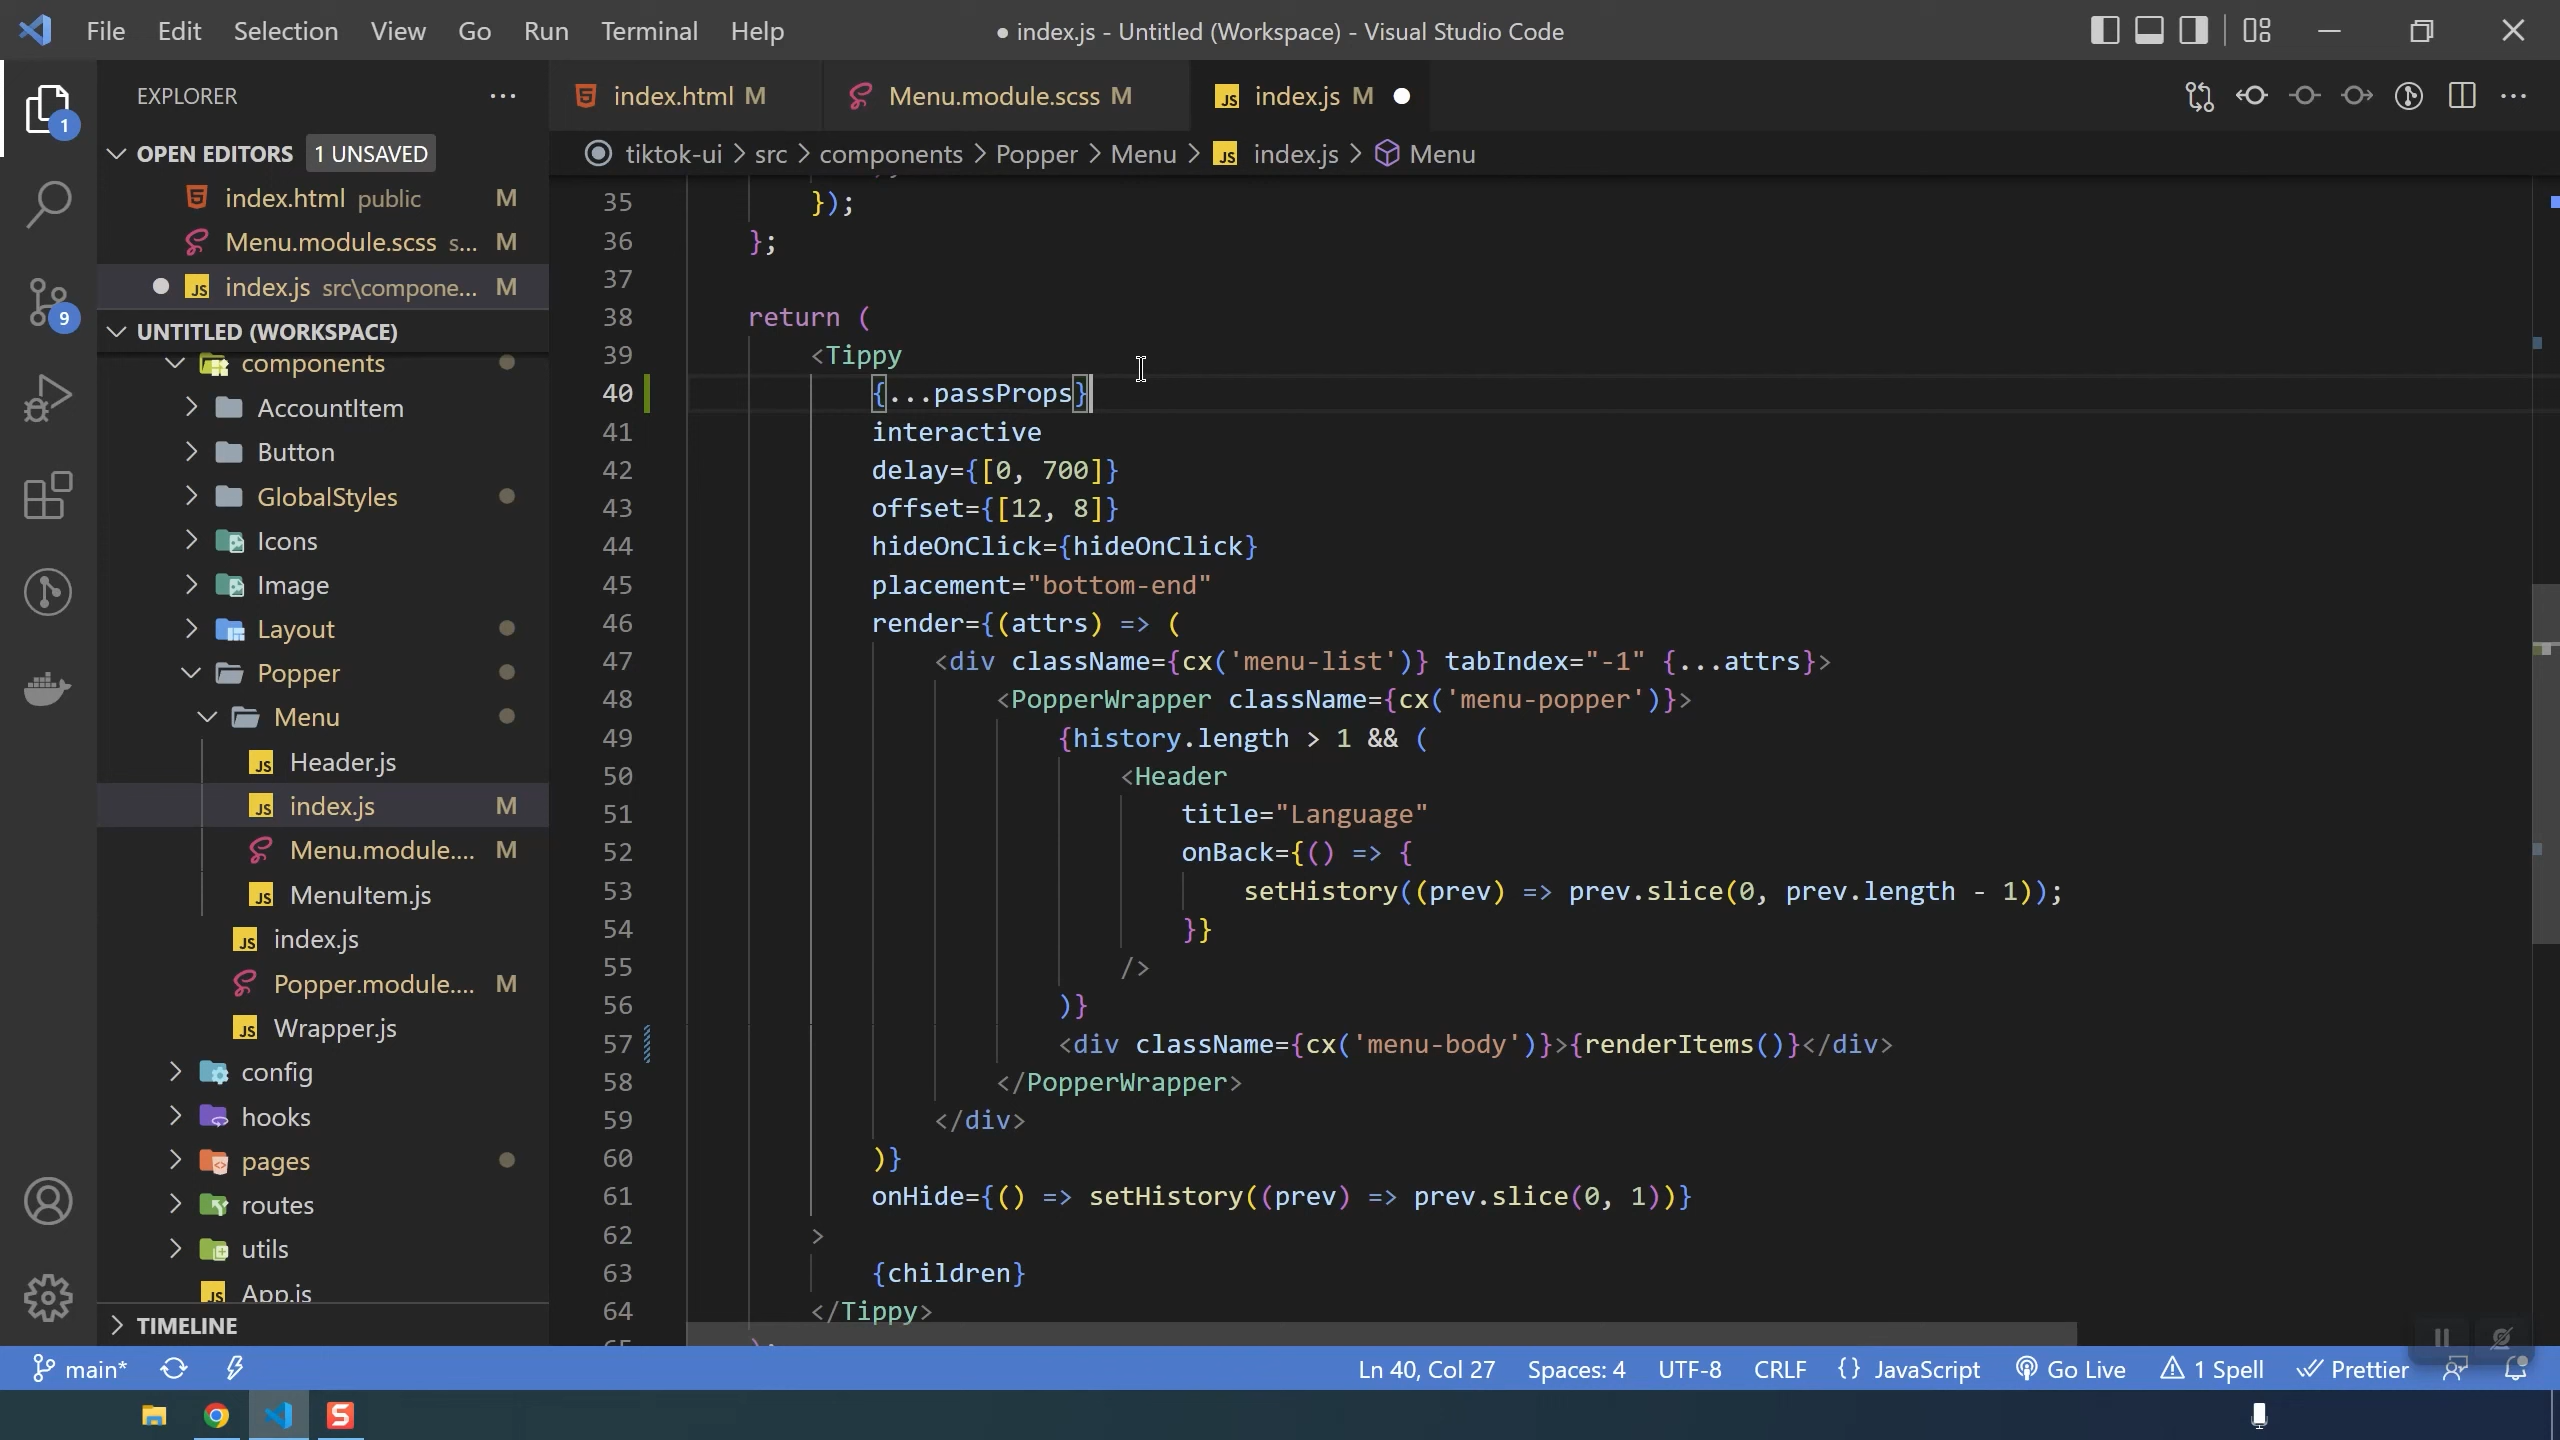 File Edit Selection View Go Run Terminal Help
● index.js - Untitled (Workspace) - Visual Studio Code
EXPLORER
OPEN EDITORS 1 UNSAVED
index.html public M
Menu.module.scss s... M
index.js src\compone... M
UNTITLED (WORKSPACE)
components
AccountItem
Button
GlobalStyles
Icons
Image
Layout
Popper
Menu
Header.js
index.js M
Menu.module.... M
MenuItem.js
index.js
Popper.module.... M
Wrapper.js
config
hooks
pages
routes
utils
App.js
TIMELINE
1
9
index.html M
Menu.module.scss M
index.js M
tiktok-ui > src > components > Popper > Menu > index.js > Menu
35 });
36 };
37
38 return (
39 <Tippy
40 {...passProps}
41 interactive
42 delay={[0, 700]}
43 offset={[12, 8]}
44 hideOnClick={hideOnClick}
45 placement="bottom-end"
46 render={(attrs) => (
47 <div className={cx('menu-list')} tabIndex="-1" {...attrs}>
48 <PopperWrapper className={cx('menu-popper')}>
49 {history.length > 1 && (
50 <Header
51 title="Language"
52 onBack={() => {
53 setHistory((prev) => prev.slice(0, prev.length - 1));
54 }}
55 />
56 )}
57 <div className={cx('menu-body')}>{renderItems()}</div>
58 </PopperWrapper>
59 </div>
60 )}
61 onHide={() => setHistory((prev) => prev.slice(0, 1))}
62 >
63 {children}
64 </Tippy>
main*
Ln 40, Col 27 Spaces: 4 UTF-8 CRLF {} JavaScript Go Live 1 Spell Prettier